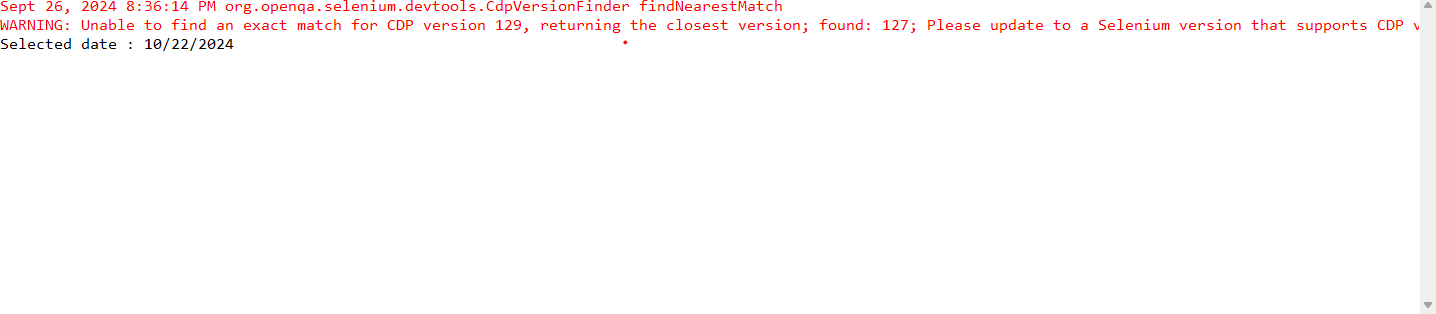 Sept 26, 2024 8:36:14 PM org.openqa.selenium.devtools.CdpVersionFinder findNearestMatch
WARNING: Unable to find an exact match for CDP version 129, returning the closest version; found: 127; Please update to a Selenium version that supports CDP v
Selected date : 10/22/2024